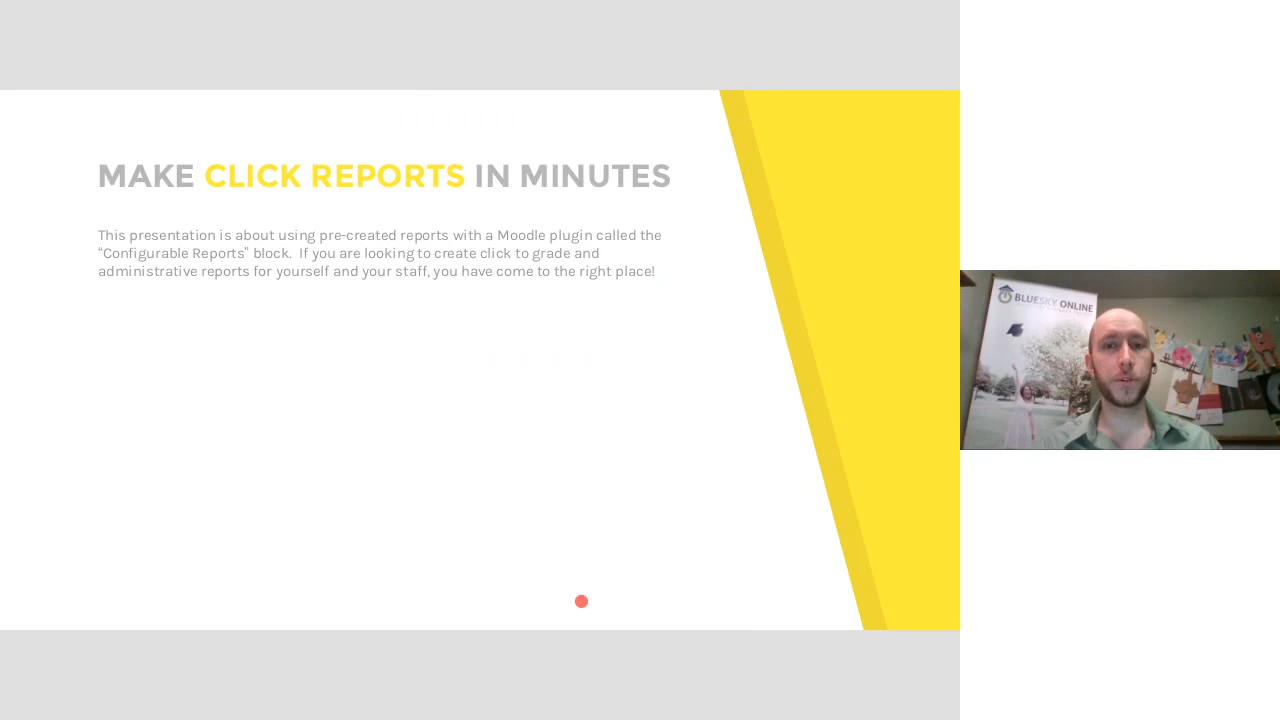 MAKE CLICK REPORTS IN MINUTES
This presentation is about using pre-created reports with a Moodle plugin called the
“Configurable Reports” block.  If you are looking to create click to grade and
administrative reports for yourself and your staff, you have come to the right place!
BLUESKY ONLINE